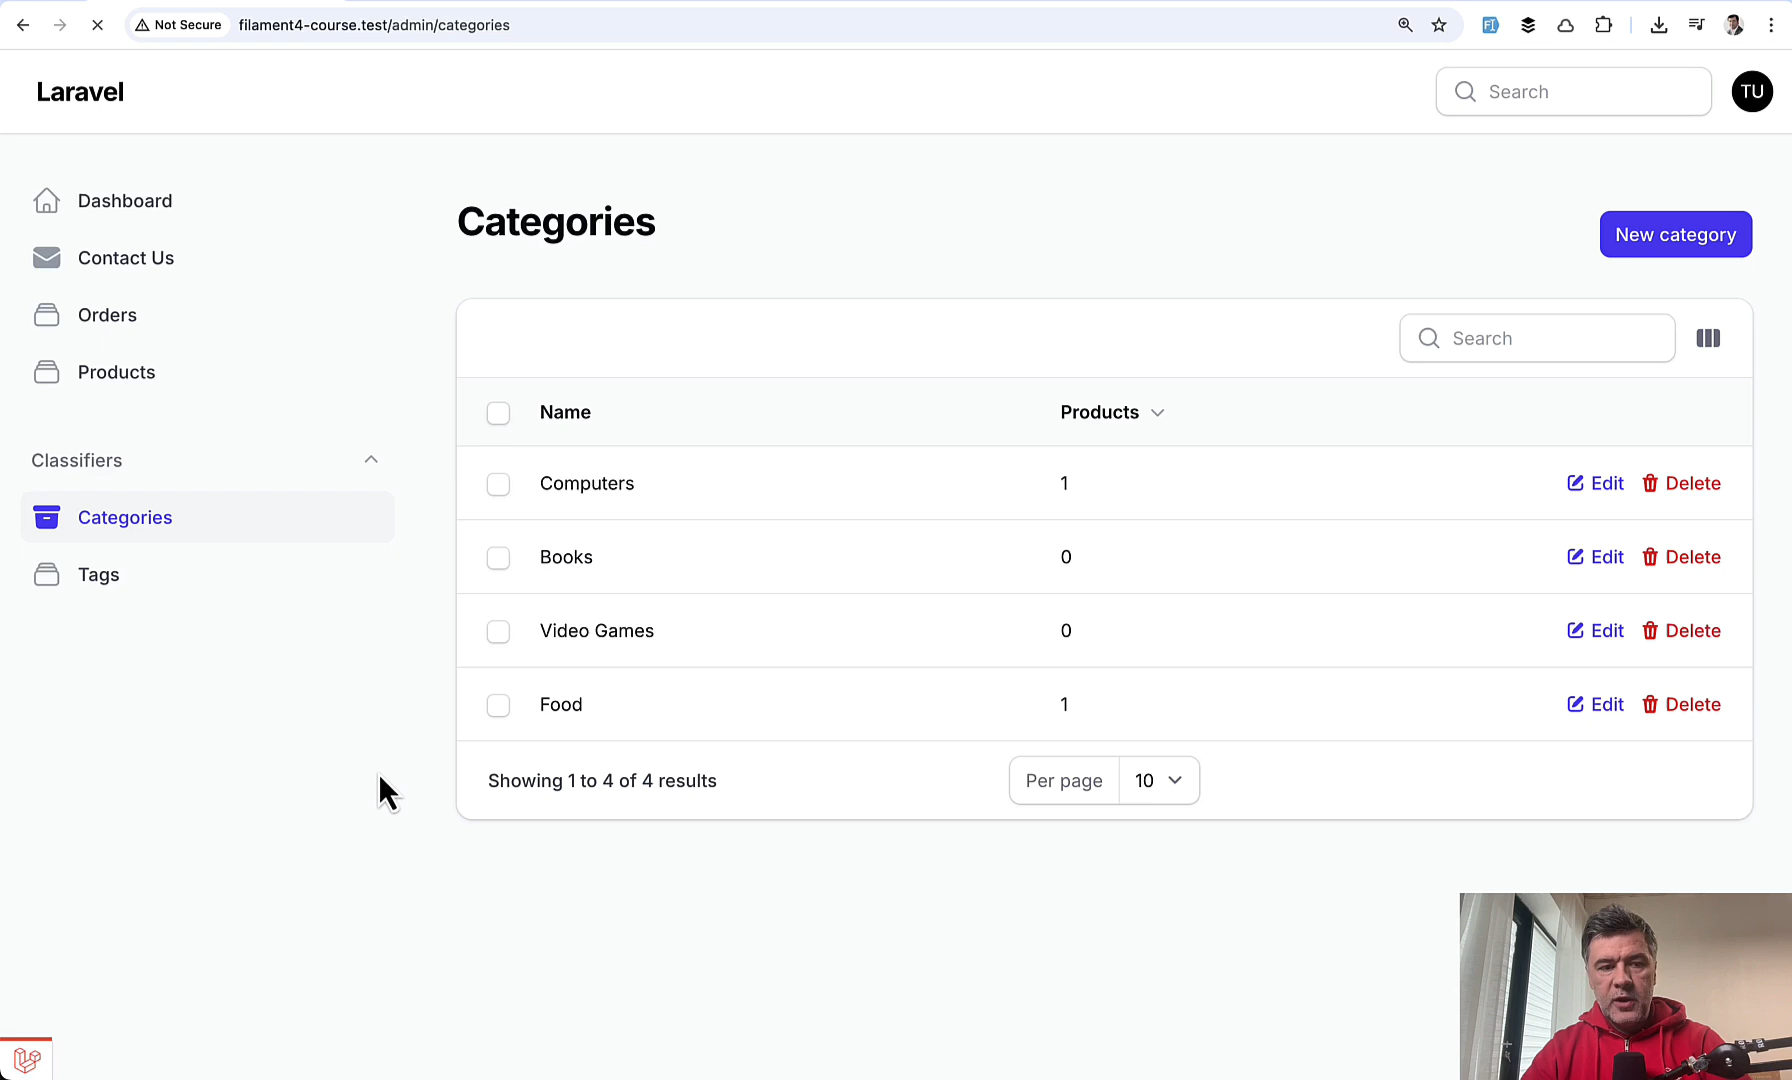 Not Secure filament4-course.test/admin/categories
Laravel
Search
TU
Dashboard
Contact Us
Orders
Products
Classifiers
Categories
Tags
Categories
New category
Search
Name Products
Computers 1 Edit Delete
Books 0 Edit Delete
Video Games 0 Edit Delete
Food 1 Edit Delete
Showing 1 to 4 of 4 results
Per page 10